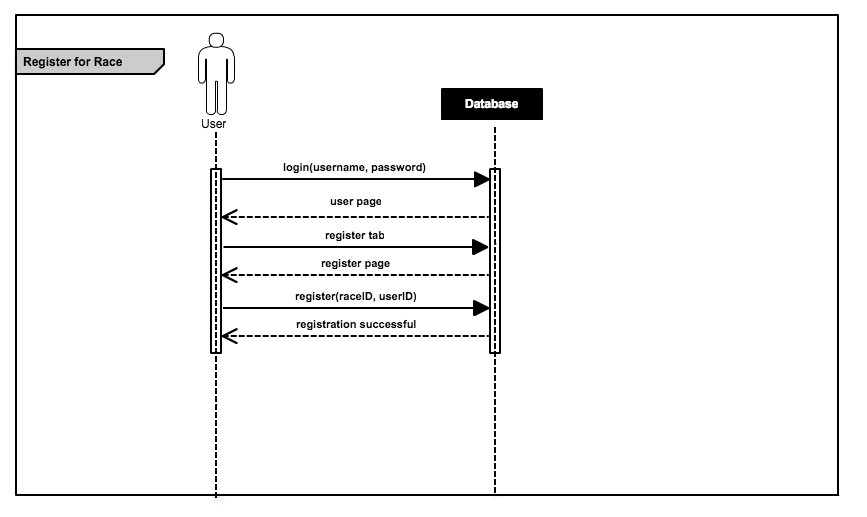 Register for Race
User
Database
login(username, password)
user page
register tab
register page
register(raceID, userID)
registration successful